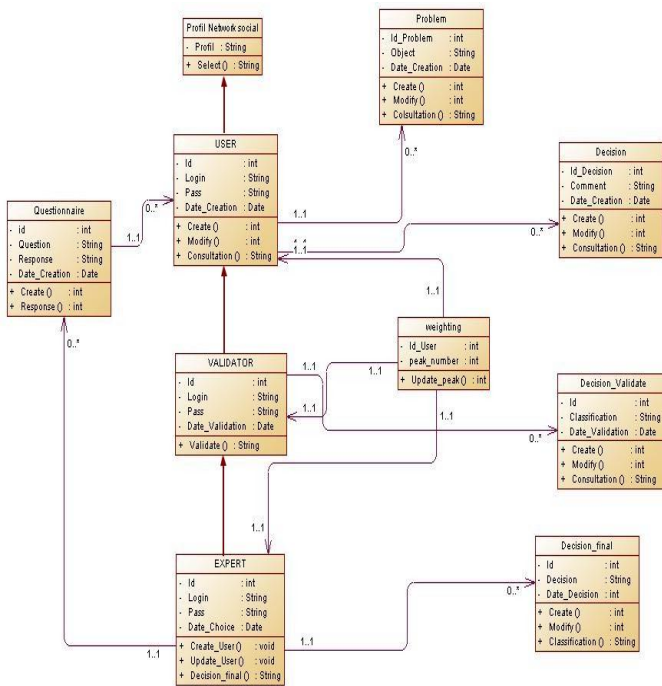 Profil Network social
- Profil : String
+ Select () : String
Problem
- Id_Problem : int
- Object : String
- Date_Creation : Date
+ Create () : int
+ Modify () : int
+ Colsultation () : String
USER
- Id : int
- Login : String
- Pass : String
- Date_Creation : Date
+ Create () : int
+ Modify () : int
+ Consultation () : String
Decision
- Id_Decision : int
- Comment : String
- Date_Creation : Date
+ Create () : int
+ Modify () : int
+ Consultation () : String
Questionnaire
- id : int
- Question : String
- Response : String
- Date_Creation : Date
+ Create () : int
+ Response () : int
0..*
1..1
0..*
1..1
0..*
1..1
1..1
weighting
- Id_User : int
- peak_number : int
+ Update_peak () : int
0..*
VALIDATOR
- Id : int
- Login : String
- Pass : String
- Date_Validation : Date
+ Validate () : String
1..1
1..1
1..1
1..1
Decision_Validate
- Id : int
- Classification : String
- Date_Validation : Date
+ Create () : int
+ Modify () : int
+ Consultation () : String
0..*
1..1
EXPERT
- Id : int
- Login : String
- Pass : String
- Date_Choice : Date
+ Create_User () : void
+ Update_User () : void
+ Decision_final () : String
1..1
1..1
0..*
Decision_final
- Id : int
- Decision : String
- Date_Decision : int
+ Create () : int
+ Modify () : int
+ Classification () : String